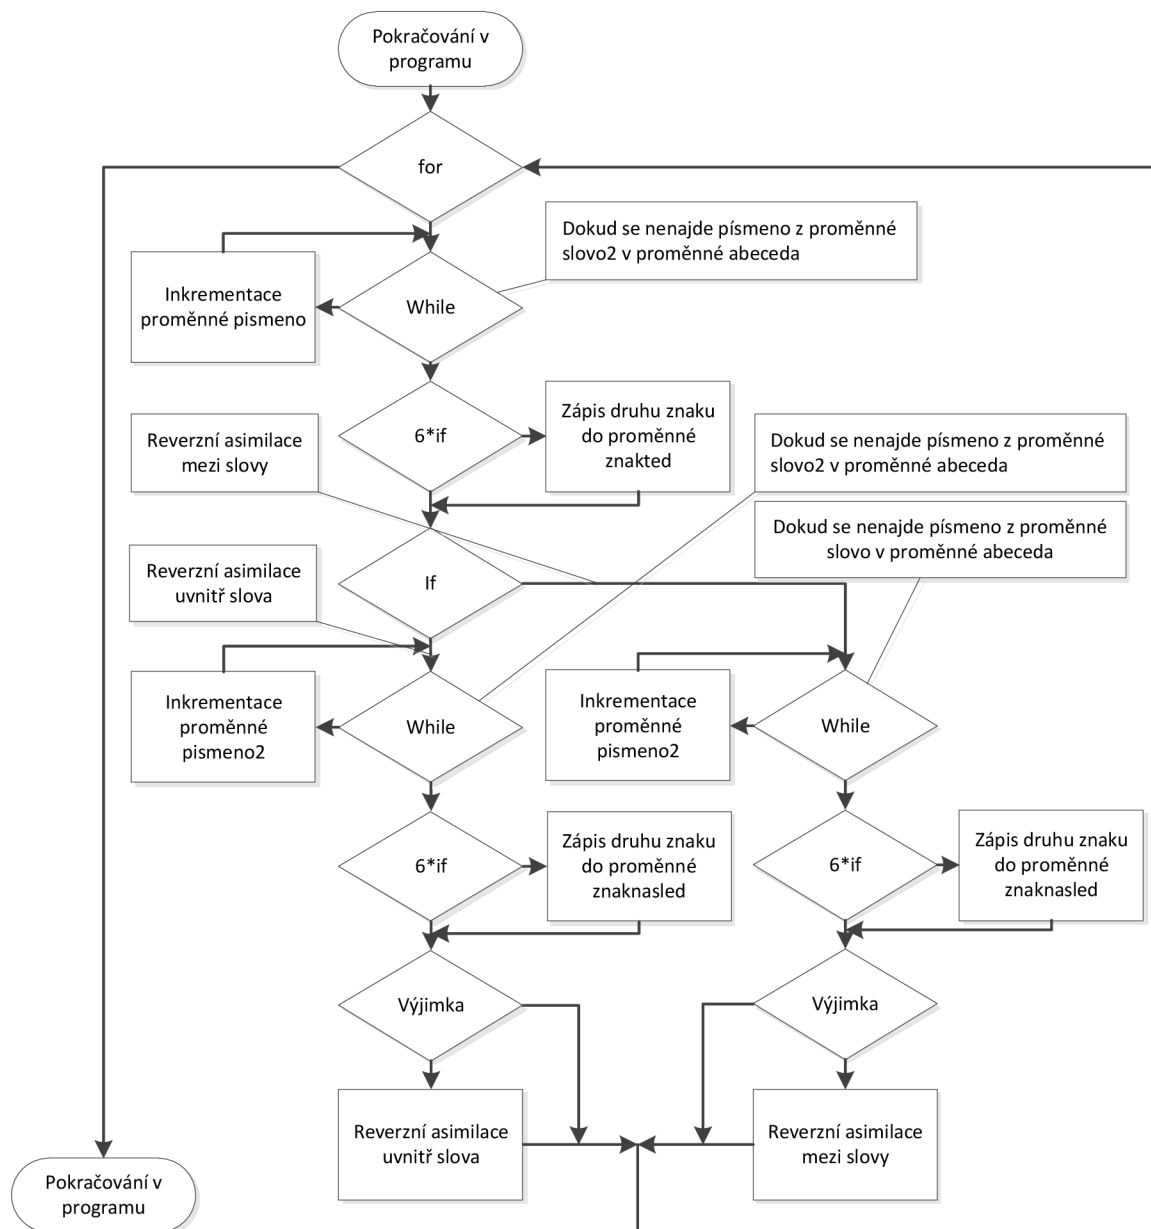 Pokračování v
programu
for
Dokud se nenajde písmeno z proměnné
slovo2 v proměnné abeceda
Inkrementace
proměnné pismeno
While
6*if
Zápis druhu znaku
do proměnné
znakted
Reverzní asimilace
mezi slovy
Dokud se nenajde písmeno z proměnné
slovo2 v proměnné abeceda
Dokud se nenajde písmeno z proměnné
slovo v proměnné abeceda
Reverzní asimilace
uvnitř slova
If
Inkrementace
proměnné
pismeno2
While
Inkrementace
proměnné
pismeno2
While
6*if
Zápis druhu znaku
do proměnné
znaknasled
6*if
Zápis druhu znaku
do proměnné
znaknasled
Výjimka
Výjimka
Reverzní asimilace
uvnitř slova
Reverzní asimilace
mezi slovy
Pokračování v
programu